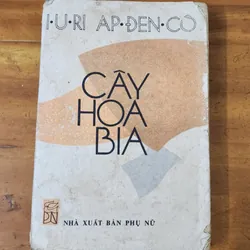 I·U·RI ÁP·ĐEN·CÔ
CÂY
HOA
BIA
NHÀ XUẤT BẢN PHỤ NỮ